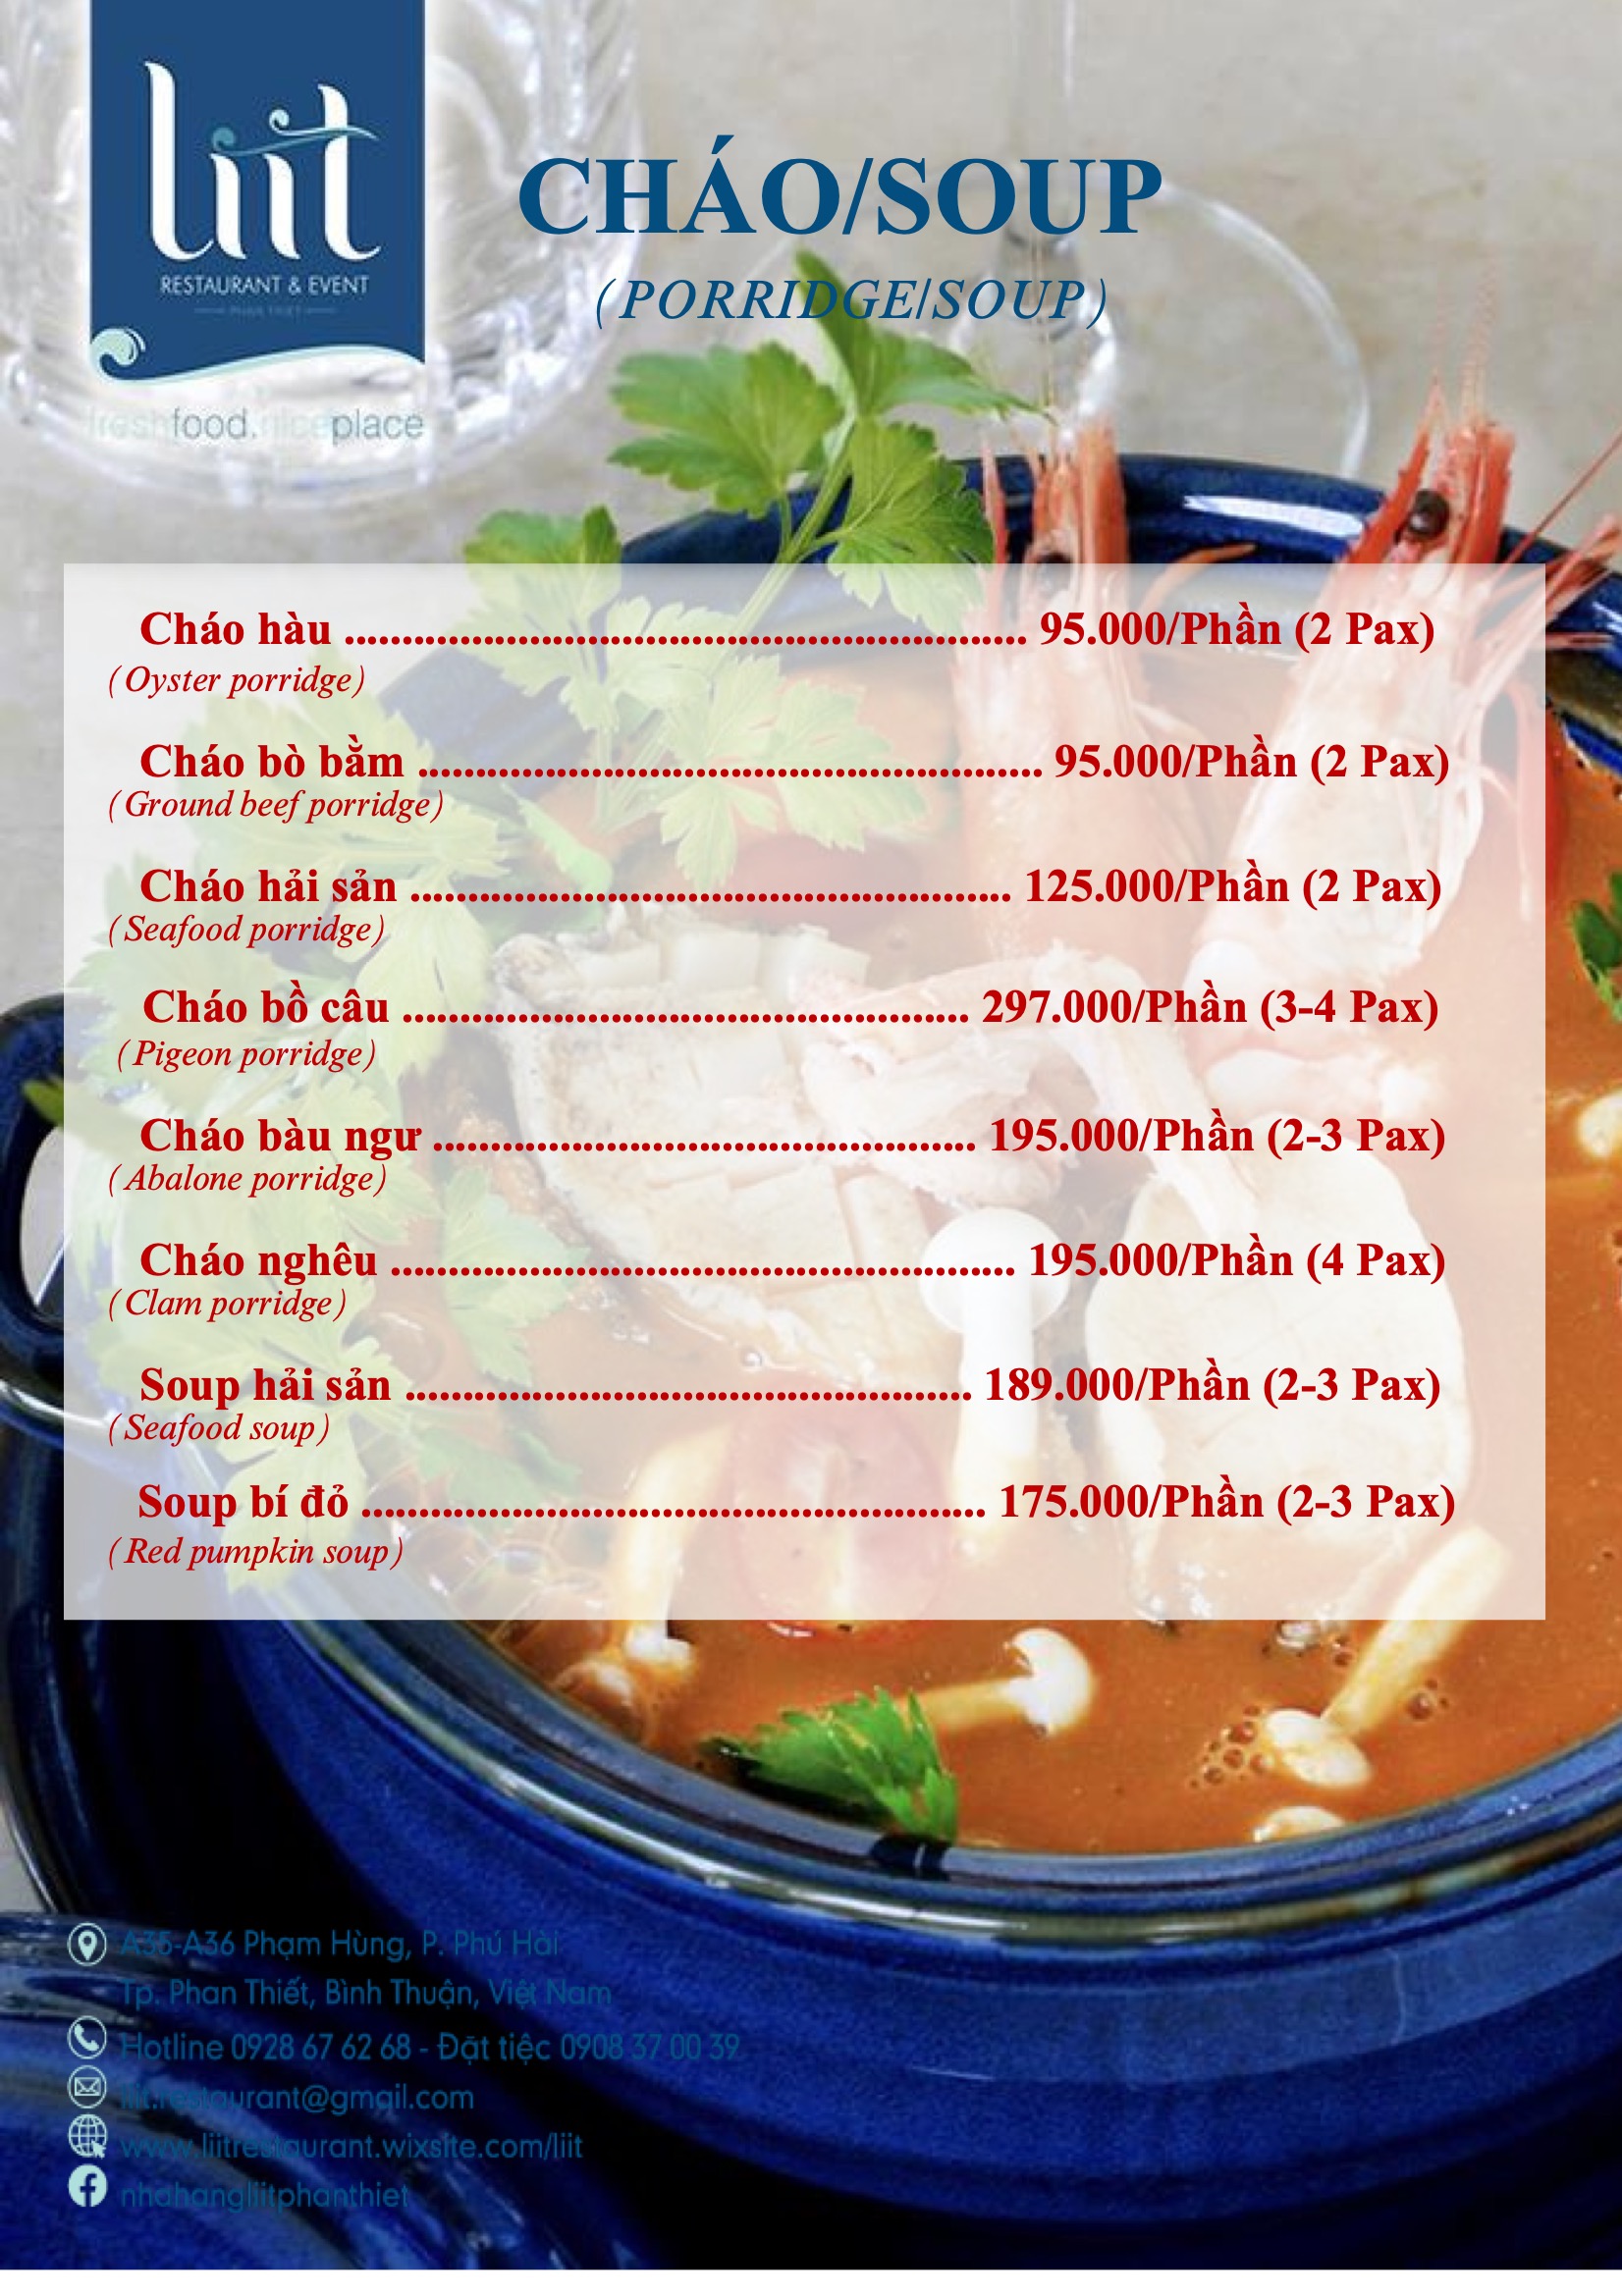 liit
RESTAURANT & EVENT
PHAN THIET
freshfood.niceplace
CHÁO/SOUP
(PORRIDGE/SOUP)
Cháo hàu ........................................................... 95.000/Phần (2 Pax)
(Oyster porridge)
Cháo bò bằm ...................................................... 95.000/Phần (2 Pax)
(Ground beef porridge)
Cháo hải sản .................................................... 125.000/Phần (2 Pax)
(Seafood porridge)
Cháo bồ câu ................................................. 297.000/Phần (3-4 Pax)
(Pigeon porridge)
Cháo bàu ngư ............................................... 195.000/Phần (2-3 Pax)
(Abalone porridge)
Cháo nghêu ...................................................... 195.000/Phần (4 Pax)
(Clam porridge)
Soup hải sản ................................................. 189.000/Phần (2-3 Pax)
(Seafood soup)
Soup bí đỏ ...................................................... 175.000/Phần (2-3 Pax)
(Red pumpkin soup)
A35-A36 Phạm Hùng, P. Phú Hài
Tp. Phan Thiết, Bình Thuận, Việt Nam
Hotline 0928 67 62 68 - Đặt tiệc 0908 37 00 39
liit.restaurant@gmail.com
www.liitrestaurant.wixsite.com/liit
nhahangliitphanthiet